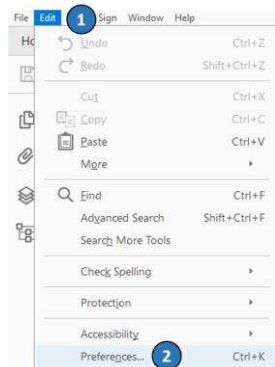 File Edit 1 Sign Window Help
Ho
Undo Ctrl+Z
Redo Shift+Ctrl+Z
Cut Ctrl+X
Copy Ctrl+C
Paste Ctrl+V
More
Find Ctrl+F
Advanced Search Shift+Ctrl+F
Search More Tools
Check Spelling
Protection
Accessibility
Preferences... 2 Ctrl+K